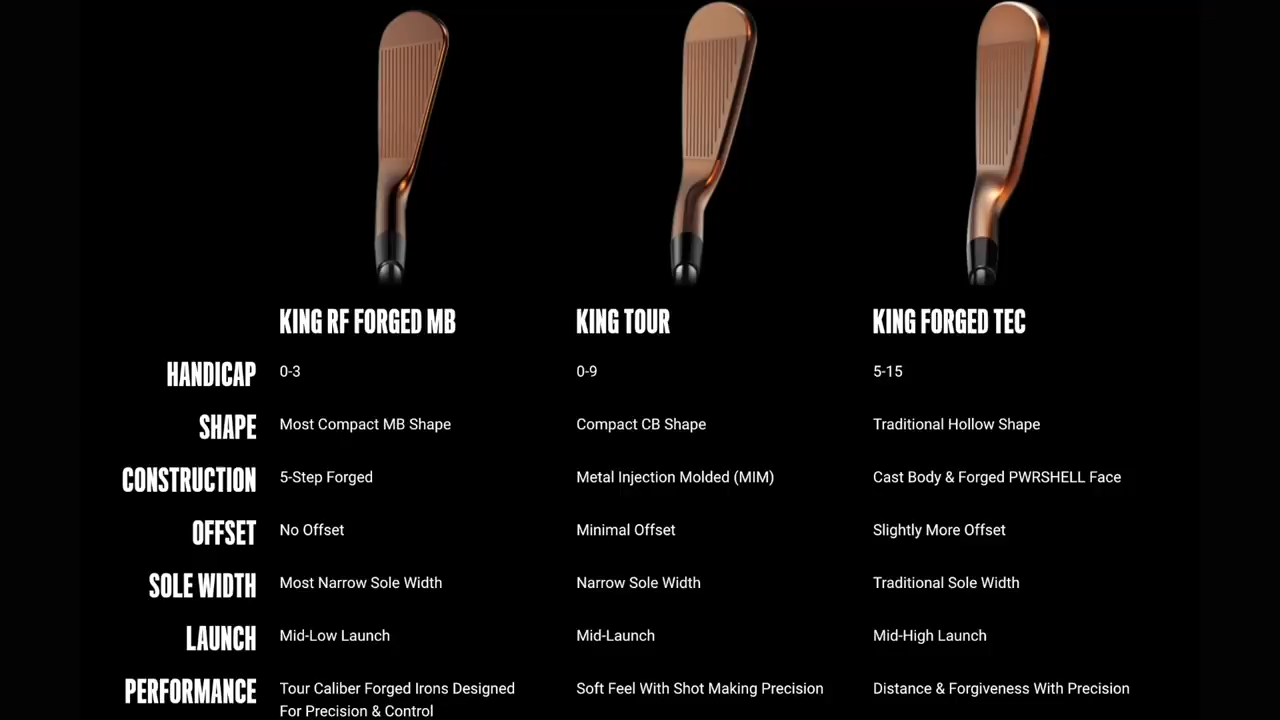 KING RF FORGED MB KING TOUR KING FORGED TEC
HANDICAP 0-3 0-9 5-15
SHAPE Most Compact MB Shape Compact CB Shape Traditional Hollow Shape
CONSTRUCTION 5-Step Forged Metal Injection Molded (MIM) Cast Body & Forged PWRSHELL Face
OFFSET No Offset Minimal Offset Slightly More Offset
SOLE WIDTH Most Narrow Sole Width Narrow Sole Width Traditional Sole Width
LAUNCH Mid-Low Launch Mid-Launch Mid-High Launch
PERFORMANCE Tour Caliber Forged Irons Designed Soft Feel With Shot Making Precision Distance & Forgiveness With Precision
For Precision & Control